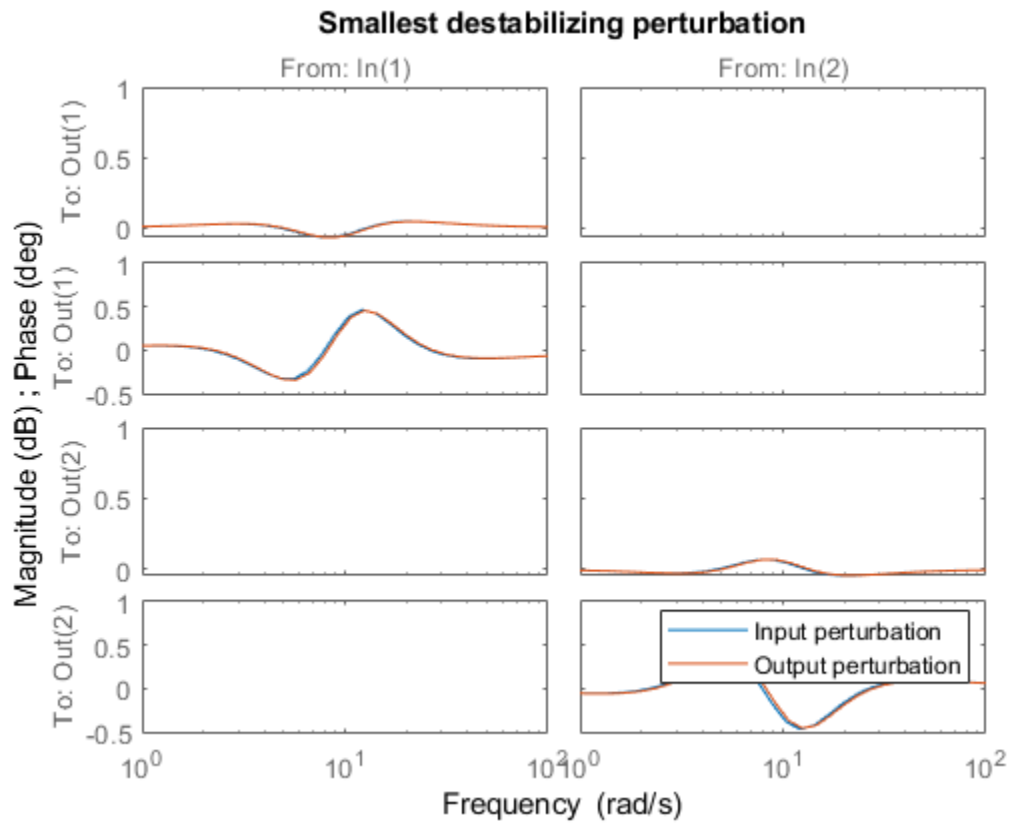 Smallest destabilizing perturbation
From: In(1)
From: In(2)
Magnitude (dB) ; Phase (deg)
To: Out(1)
1
0.5
0
To: Out(1)
1
0.5
0
-0.5
To: Out(2)
1
0.5
0
To: Out(2)
1
0.5
0
-0.5
Input perturbation
Output perturbation
10^0
10^1
10^2
10^0
10^1
10^2
Frequency (rad/s)